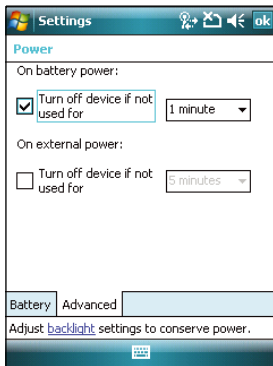 Settings
ok
Power
On battery power:
Turn off device if not
used for
1 minute
On external power:
Turn off device if not
used for
5 minutes
Battery Advanced
Adjust backlight settings to conserve power.